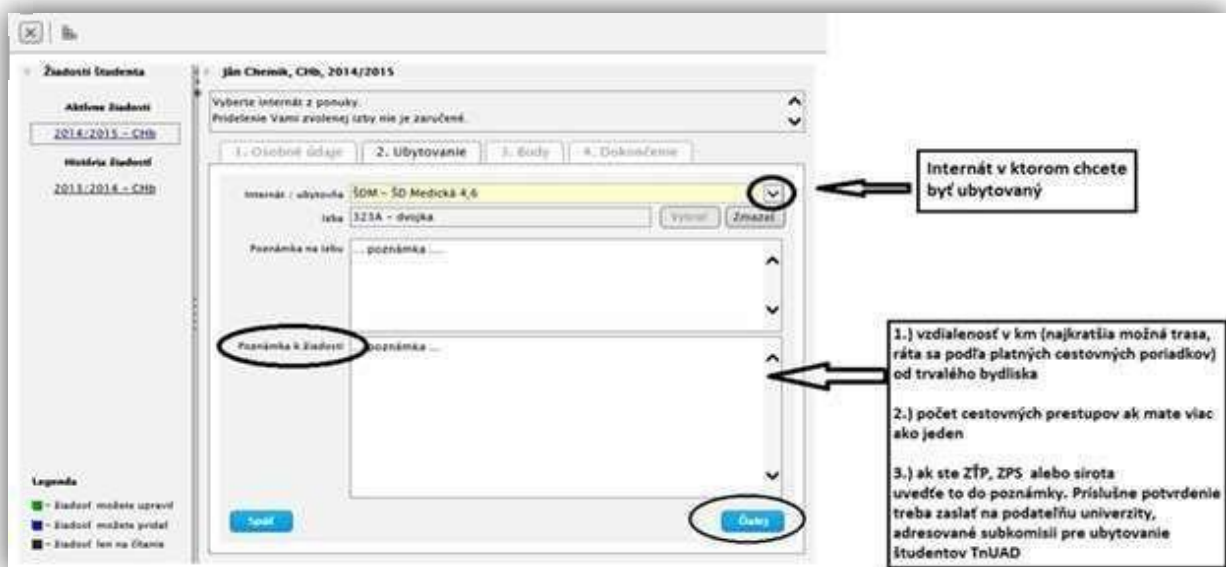 Žiadosti študenta
Aktívne žiadosti
2014/2015 - CHb
História žiadostí
2013/2014 - CHb
Legenda
- žiadosť možete upraviť
- žiadosť možete pridať
- žiadosť len na čítanie
Ján Chemik, CHb, 2014/2015
Vyberte internát z ponuky.
Pridelenie Vami zvolenej izby nie je zaručené.
1. Osobné údaje
2. Ubytovanie
3. Body
4. Dokončenie
Internát / ubytovňa
ŠDM - ŠD Medická 4,6
Izba
323A - dvojka
Vybrať
Zmazať
Poznámka na izbu
... poznámka ...
Poznámka k žiadosti
poznámka ...
Späť
Ďalej
Internát v ktorom chcete
byť ubytovaný
1.) vzdialenosť v km (najkratšia možná trasa,
ráta sa podľa platných cestovných poriadkov)
od trvalého bydliska
2.) počet cestovných prestupov ak mate viac
ako jeden
3.) ak ste ZŤP, ZPS alebo sirota
uveďte to do poznámky. Príslušne potvrdenie
treba zaslať na podateľňu univerzity,
adresované subkomisii pre ubytovanie
študentov TnUAD